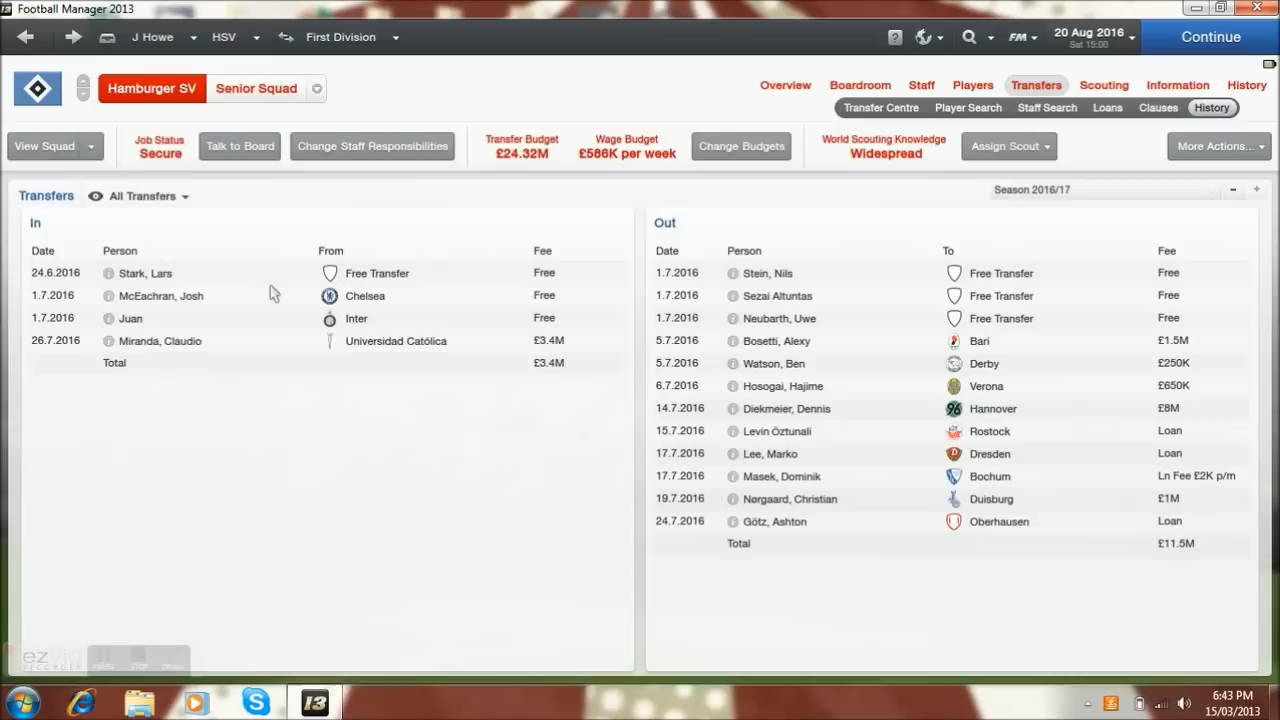 Football Manager 2013
J Howe HSV First Division
? FM 20 Aug 2016 Continue
Sat 15:00
Hamburger SV Senior Squad
Overview Boardroom Staff Players Transfers Scouting Information History
Transfer Centre Player Search Staff Search Loans Clauses History
View Squad Job Status Talk to Board Change Staff Responsibilities Transfer Budget Wage Budget Change Budgets World Scouting Knowledge Assign Scout More Actions...
Secure £24.32M £586K per week Widespread
Transfers All Transfers Season 2016/17 - +
In
Date Person From Fee
24.6.2016 Stark, Lars Free Transfer Free
1.7.2016 McEachran, Josh Chelsea Free
1.7.2016 Juan Inter Free
26.7.2016 Miranda, Claudio Universidad Católica £3.4M
Total £3.4M
Out
Date Person To Fee
1.7.2016 Stein, Nils Free Transfer Free
1.7.2016 Sezai Altuntas Free Transfer Free
1.7.2016 Neubarth, Uwe Free Transfer Free
5.7.2016 Bosetti, Alexy Bari £1.5M
5.7.2016 Watson, Ben Derby £250K
6.7.2016 Hosogai, Hajime Verona £650K
14.7.2016 Diekmeier, Dennis 96 Hannover £8M
15.7.2016 Levin Öztunali Rostock Loan
17.7.2016 Lee, Marko Dresden Loan
17.7.2016 Masek, Dominik Bochum Ln Fee £2K p/m
19.7.2016 Nørgaard, Christian Duisburg £1M
24.7.2016 Götz, Ashton Oberhausen Loan
Total £11.5M
PAUSE STOP
RECORDER
13
6:43 PM
15/03/2013